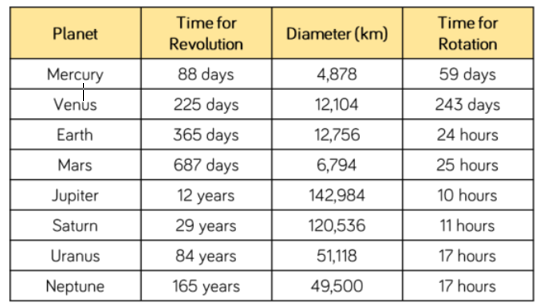 Planet Time for Revolution Diameter (km) Time for Rotation
Mercury 88 days 4,878 59 days
Venus 225 days 12,104 243 days
Earth 365 days 12,756 24 hours
Mars 687 days 6,794 25 hours
Jupiter 12 years 142,984 10 hours
Saturn 29 years 120,536 11 hours
Uranus 84 years 51,118 17 hours
Neptune 165 years 49,500 17 hours